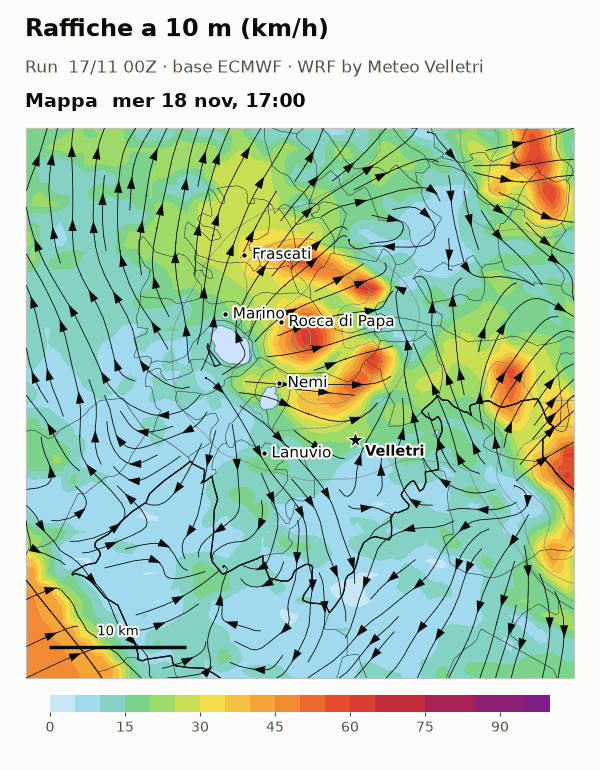 Raffiche a 10 m (km/h)
Run 17/11 00Z · base ECMWF · WRF by Meteo Velletri
Mappa mer 18 nov, 17:00
Frascati
Marino
Rocca di Papa
Nemi
Velletri
Lanuvio
10 km
0 15 30 45 60 75 90